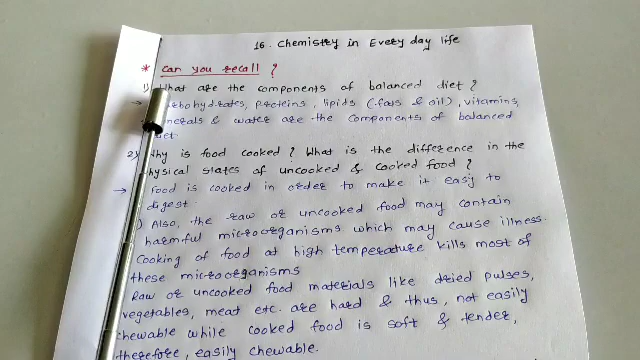 16. Chemistry in Every day life
* Can you recall ?
1) What are the components of balanced diet ?
→ carbohydrates, proteins, lipids (fats & oil), vitamins,
minerals & water are the components of balanced
diet.
2) Why is food cooked ? What is the difference in the
physical states of uncooked & cooked food ?
→ food is cooked in order to make it easy to
digest.
) Also, the raw or uncooked food may contain
harmful microorganisms which may cause illness.
Cooking of food at high temperature kills most of
these microorganisms
Raw or uncooked food materials like dried pulses,
vegetables, meat etc. are hard & thus, not easily
chewable while cooked food is soft & tender,
therefore, easily chewable.